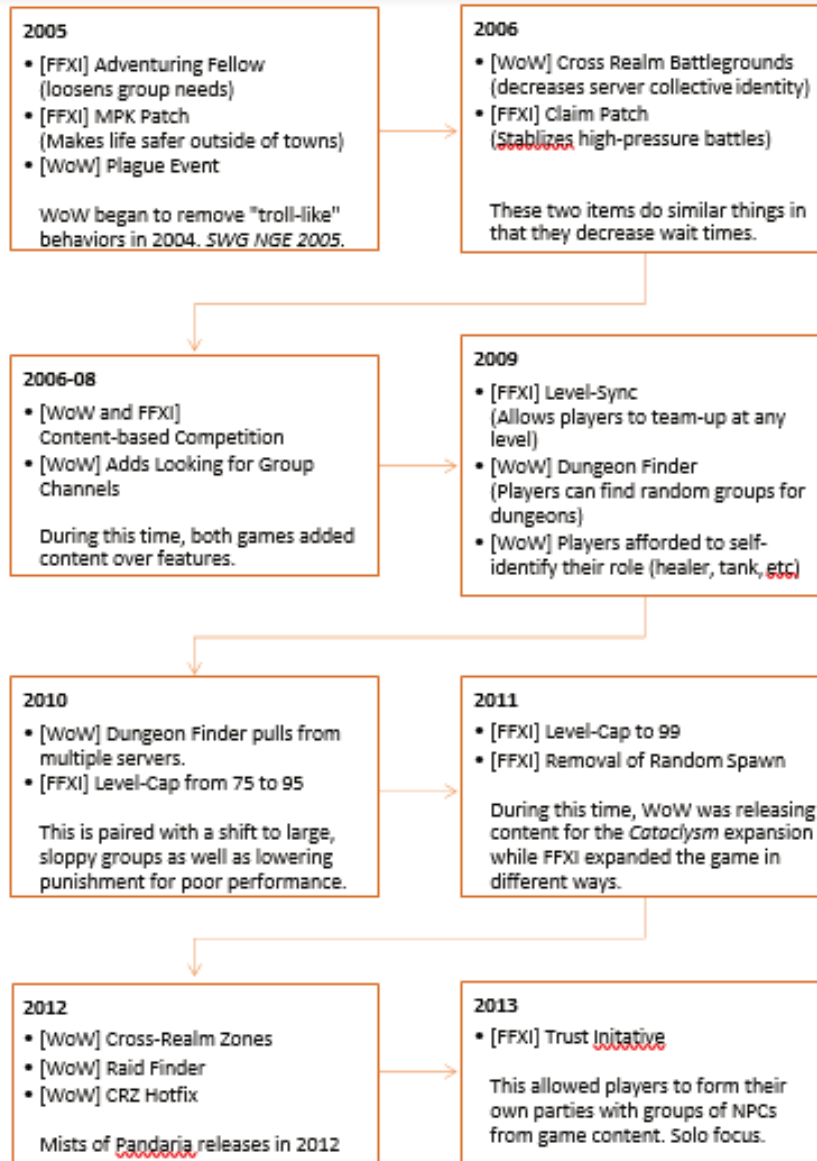 2005
• [FFXI] Adventuring Fellow
(loosens group needs)
• [FFXI] MPK Patch
(Makes life safer outside of towns)
• [WoW] Plague Event
WoW began to remove "troll-like"
behaviors in 2004. SWG NGE 2005.
2006
• [WoW] Cross Realm Battlegrounds
(decreases server collective identity)
• [FFXI] Claim Patch
(Stablizes high-pressure battles)
These two items do similar things in
that they decrease wait times.
2006-08
• [WoW and FFXI]
Content-based Competition
• [WoW] Adds Looking for Group
Channels
During this time, both games added
content over features.
2009
• [FFXI] Level-Sync
(Allows players to team-up at any
level)
• [WoW] Dungeon Finder
(Players can find random groups for
dungeons)
• [WoW] Players afforded to self-
identify their role (healer, tank, etc)
2010
• [WoW] Dungeon Finder pulls from
multiple servers.
• [FFXI] Level-Cap from 75 to 95
This is paired with a shift to large,
sloppy groups as well as lowering
punishment for poor performance.
2011
• [FFXI] Level-Cap to 99
• [FFXI] Removal of Random Spawn
During this time, WoW was releasing
content for the Cataclysm expansion
while FFXI expanded the game in
different ways.
2012
• [WoW] Cross-Realm Zones
• [WoW] Raid Finder
• [WoW] CRZ Hotfix
Mists of Pandaria releases in 2012
2013
• [FFXI] Trust Initative
This allowed players to form their
own parties with groups of NPCs
from game content. Solo focus.